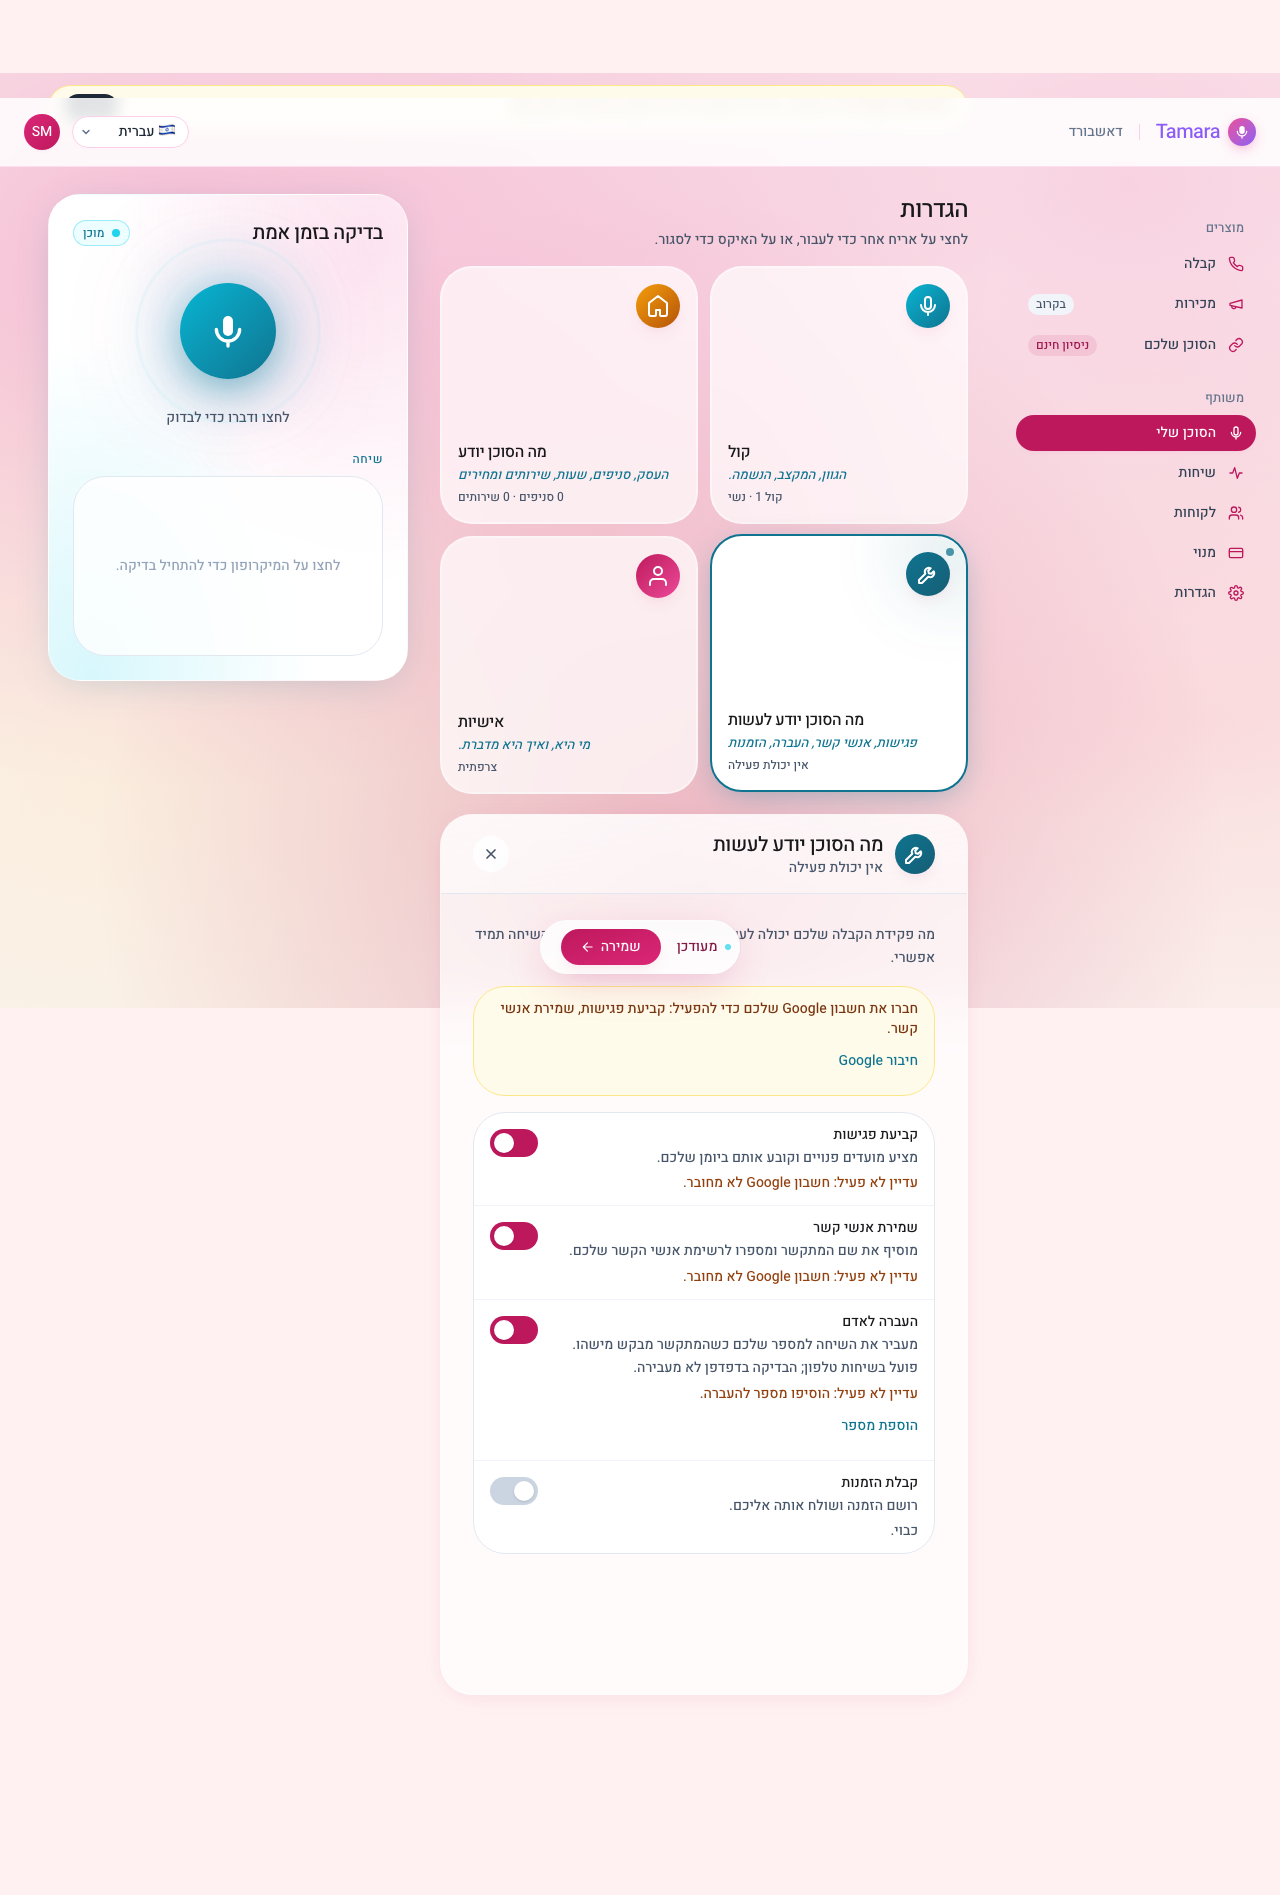 Tamara
דאשבורד
עברית
SM
מוצרים
קבלה
מכירות
בקרוב
הסוכן שלכם
ניסיון חינם
משותף
הסוכן שלי
שיחות
לקוחות
מנוי
הגדרות
הגדרות
לחצי על אריח אחר כדי לעבור, או על האיקס כדי לסגור.
קול
הגוון, המקצב, הנשמה.
קול 1 · נשי
מה הסוכן יודע
העסק, סניפים, שעות, שירותים ומחירים
0 סניפים · 0 שירותים
מה הסוכן יודע לעשות
פגישות, אנשי קשר, העברה, הזמנות
אין יכולת פעילה
אישיות
מי היא, ואיך היא מדברת.
צרפתית
מה הסוכן יודע לעשות
אין יכולת פעילה
מה פקידת הקבלה שלכם יכולה
השיחה תמיד
אפשרי.
מעודכן
שמירה
חברו את חשבון Google שלכם כדי להפעיל: קביעת פגישות, שמירת אנשי
קשר.
חיבור Google
קביעת פגישות
מציע מועדים פנויים וקובע אותם ביומן שלכם.
עדיין לא פעיל: חשבון Google לא מחובר.
שמירת אנשי קשר
מוסיף את שם המתקשר ומספרו לרשימת אנשי הקשר שלכם.
עדיין לא פעיל: חשבון Google לא מחובר.
העברה לאדם
מעביר את השיחה למספר שלכם כשהמתקשר מבקש מישהו.
פועל בשיחות טלפון; הבדיקה בדפדפן לא מעבירה.
עדיין לא פעיל: הוסיפו מספר להעברה.
הוספת מספר
קבלת הזמנות
רושם הזמנה ושולח אותה אליכם.
כבוי.
בדיקה בזמן אמת
מוכן
לחצו ודברו כדי לבדוק
שיחה
לחצו על המיקרופון כדי להתחיל בדיקה.